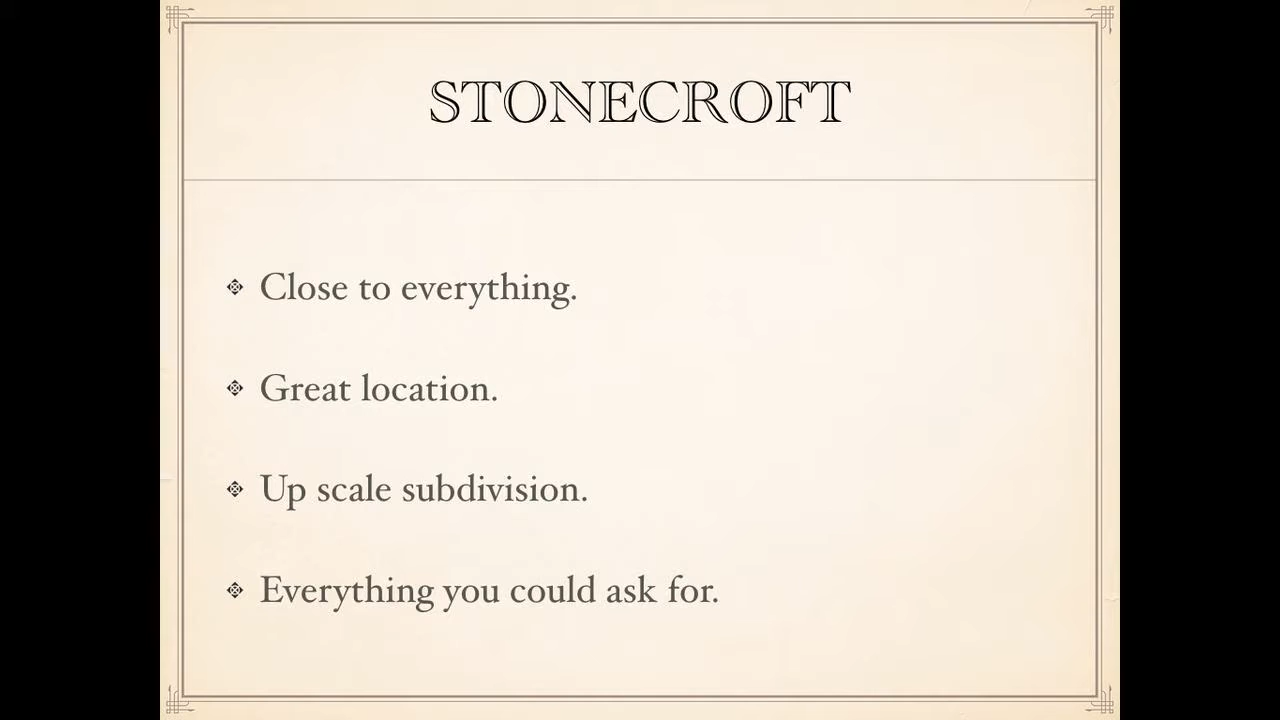 STONECROFT
Close to everything.
Great location.
Up scale subdivision.
Everything you could ask for.